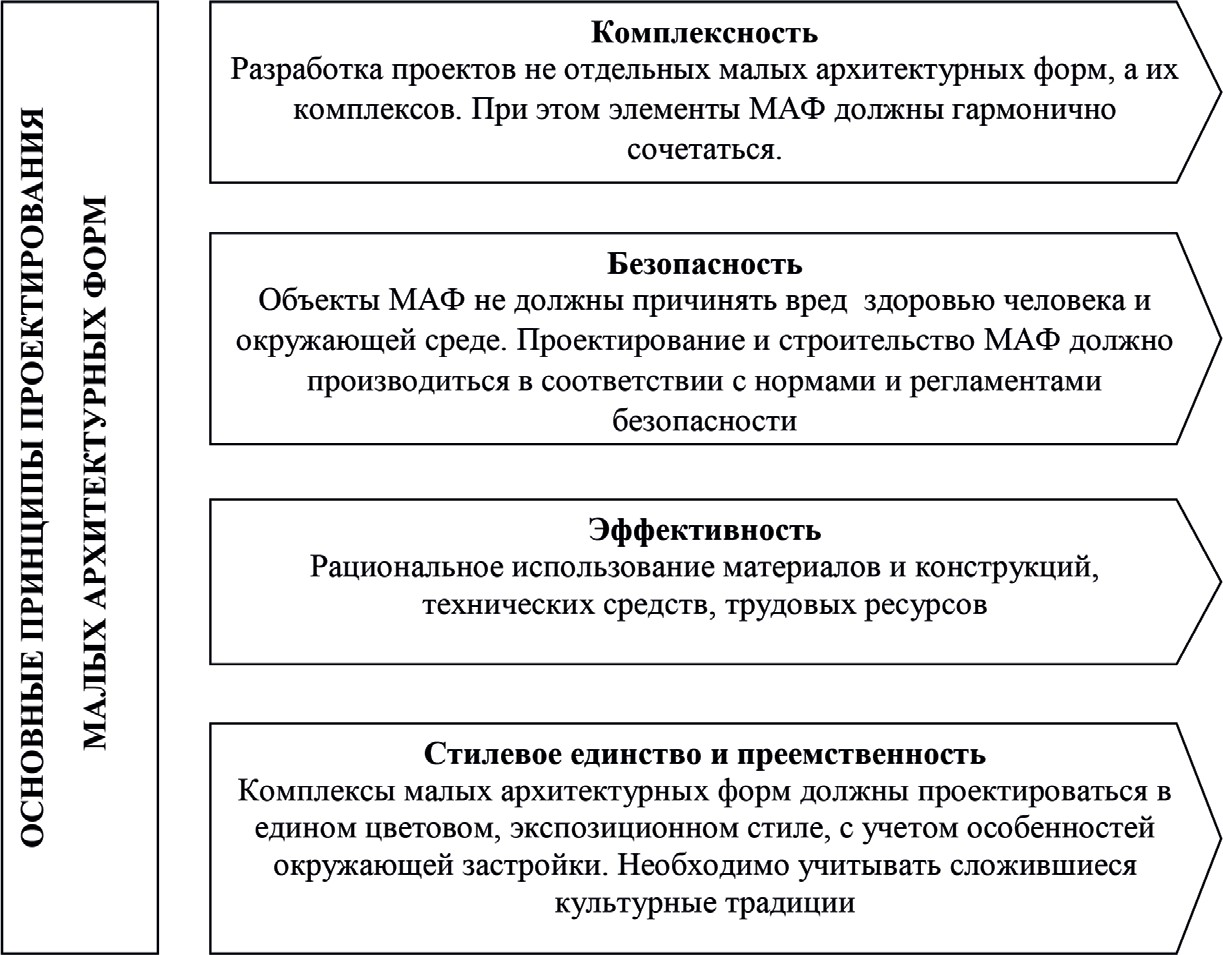 ОСНОВНЫЕ ПРИНЦИПЫ ПРОЕКТИРОВАНИЯ
МАЛЫХ АРХИТЕКТУРНЫХ ФОРМ
Комплексность
Разработка проектов не отдельных малых архитектурных форм, а их
комплексов. При этом элементы МАФ должны гармонично
сочетаться.
Безопасность
Объекты МАФ не должны причинять вред  здоровью человека и
окружающей среде. Проектирование и строительство МАФ должно
производиться в соответствии с нормами и регламентами
безопасности
Эффективность
Рациональное использование материалов и конструкций,
технических средств, трудовых ресурсов
Стилевое единство и преемственность
Комплексы малых архитектурных форм должны проектироваться в
едином цветовом, экспозиционном стиле, с учетом особенностей
окружающей застройки. Необходимо учитывать сложившиеся
культурные традиции